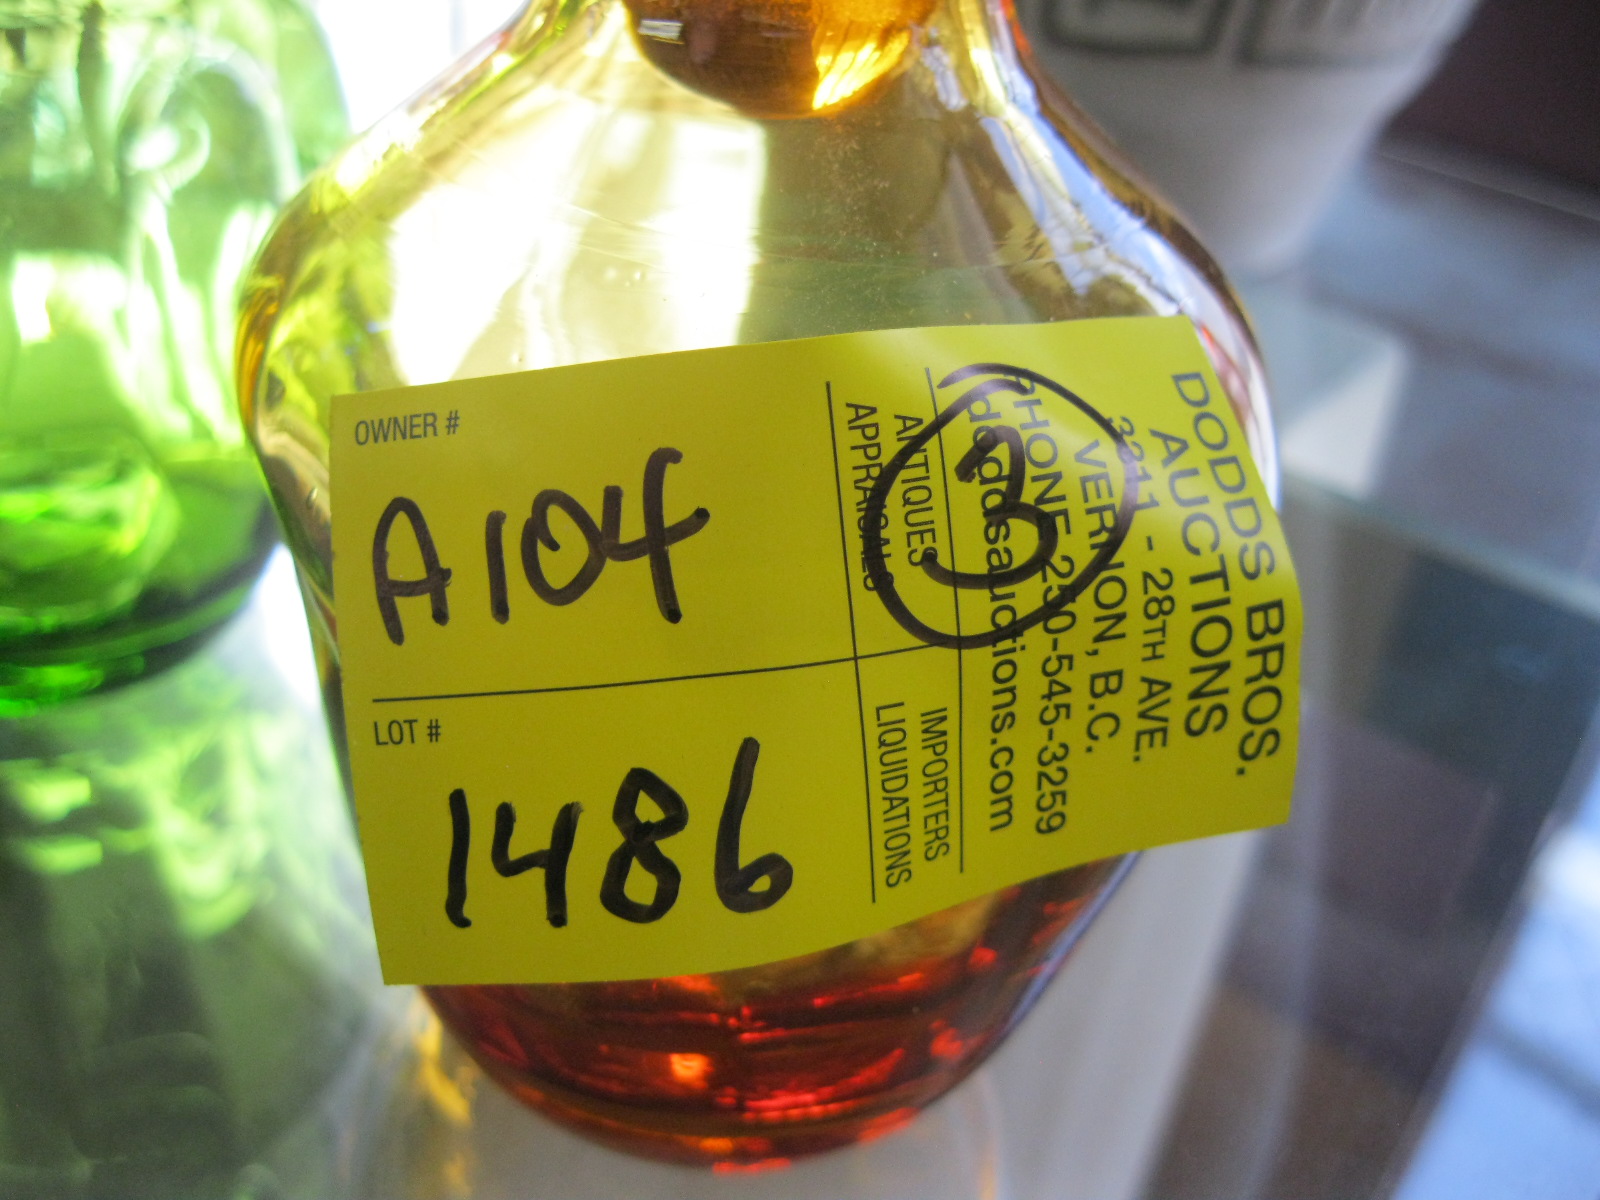 OWNER #
A104
LOT #
1486
DODDS BROS.
AUCTIONS
3311 - 28TH AVE.
VERNON, B.C.
PHONE 250-545-3259
doddsauctions.com
3
ANTIQUES
APPRAISALS
IMPORTERS
LIQUIDATIONS